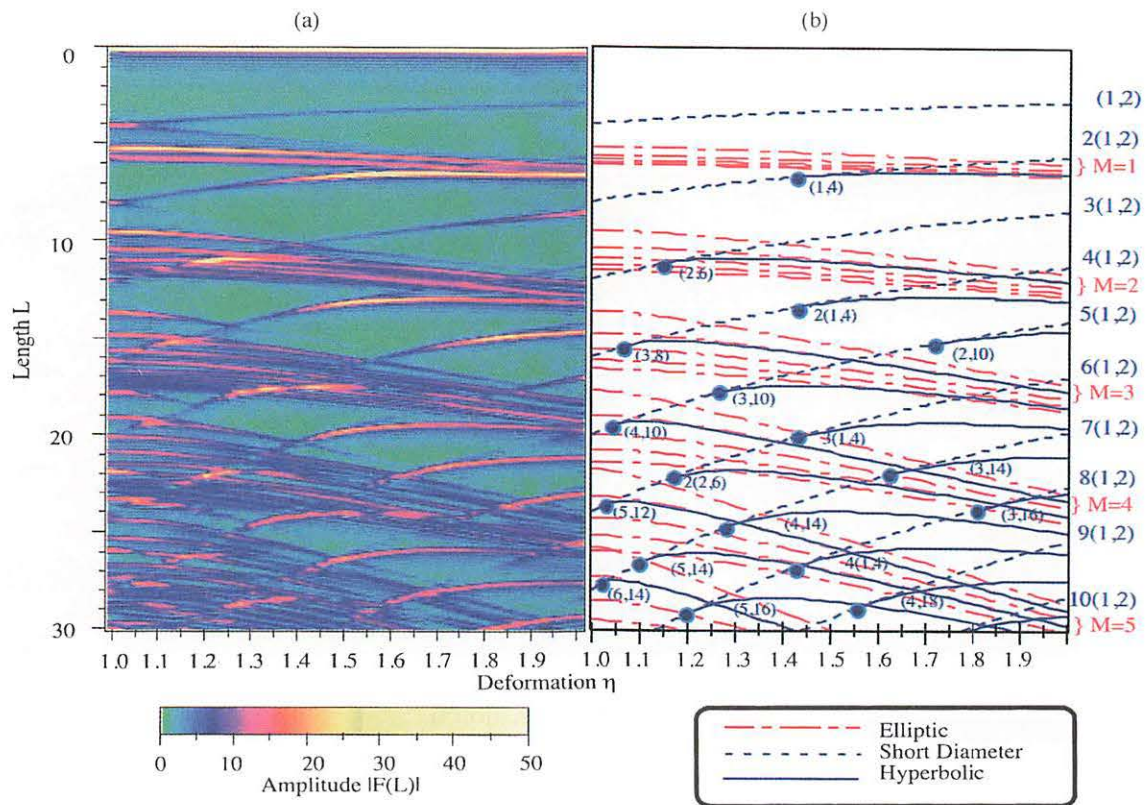 (a)
(b)
0
10
20
30
Length L
1.0 1.1 1.2 1.3 1.4 1.5 1.6 1.7 1.8 1.9
1.0 1.1 1.2 1.3 1.4 1.5 1.6 1.7 1.8 1.9
Deformation η
(1,2)
2(1,2)
} M=1
3(1,2)
4(1,2)
} M=2
5(1,2)
6(1,2)
} M=3
7(1,2)
8(1,2)
} M=4
9(1,2)
10(1,2)
} M=5
(1,4)
(2.6)
2(1,4)
(3,8)
(2,10)
(3,10)
(4,10)
3(1,4)
(3,14)
2(2,6)
(5,12)
(3,16)
(4,14)
(5,14)
4(1,4)
(6,14)
(5,16)
(4,18)
0 10 20 30 40 50
Amplitude |F(L)|
Elliptic
Short Diameter
Hyperbolic